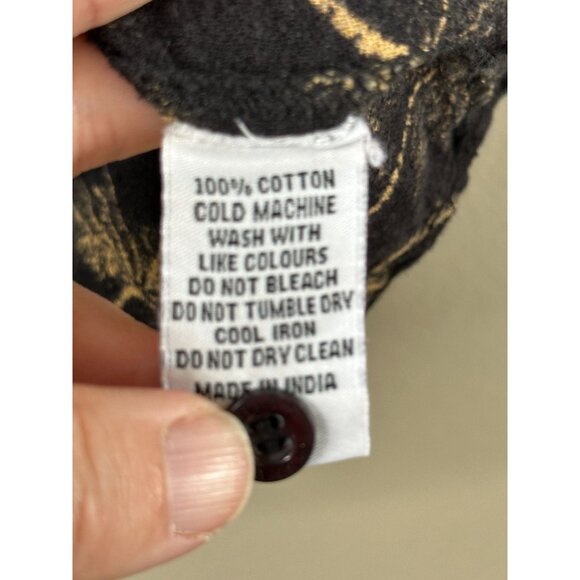 100% COTTON
COLD MACHINE
WASH WITH
LIKE COLOURS
DO NOT BLEACH
DO NOT TUMBLE DRY
COOL IRON
DO NOT DRY CLEAN
MADE IN INDIA